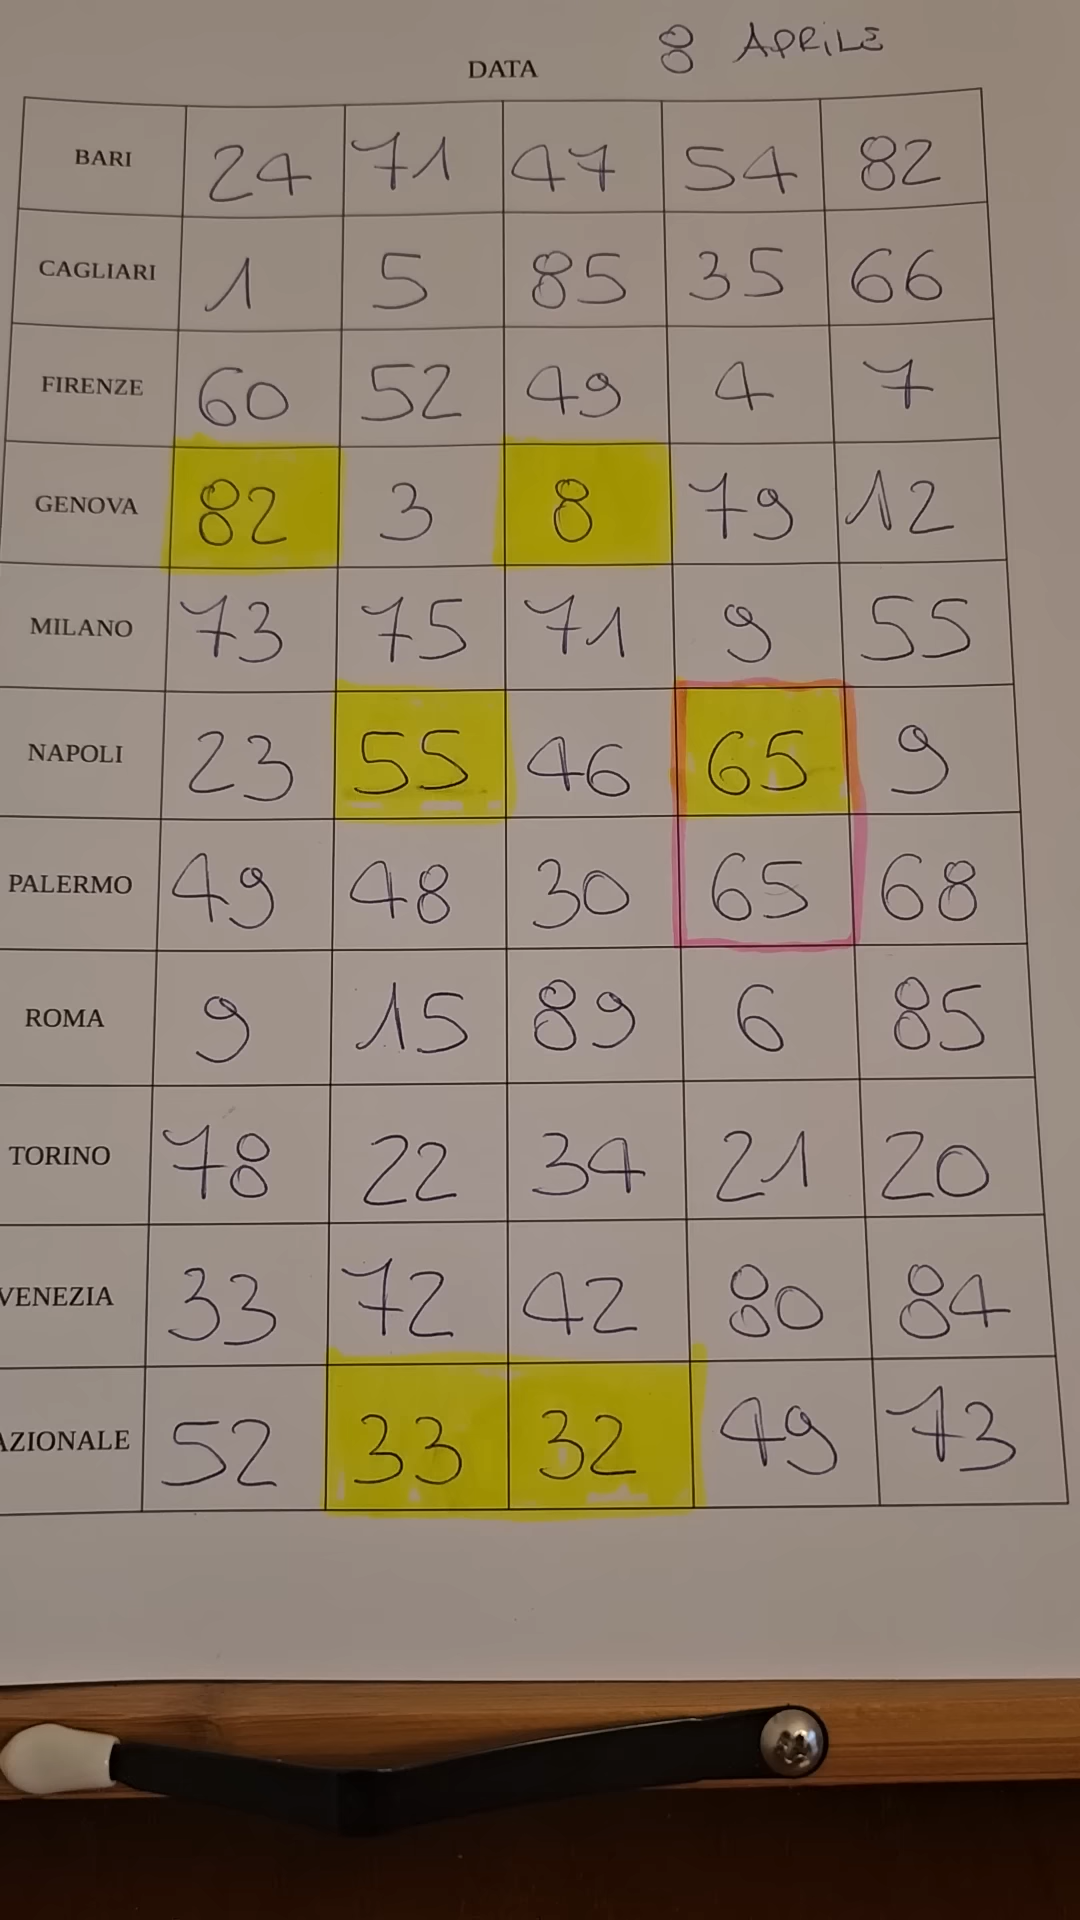 8 APRILE
DATA
BARI 24 71 47 54 82
CAGLIARI 1 5 85 35 66
FIRENZE 60 52 49 4 7
GENOVA 82 3 8 79 12
MILANO 73 75 71 9 55
NAPOLI 23 55 46 65 9
PALERMO 49 48 30 65 68
ROMA 9 15 89 6 85
TORINO 78 22 34 21 20
VENEZIA 33 72 42 80 84
AZIONALE 52 33 32 49 73